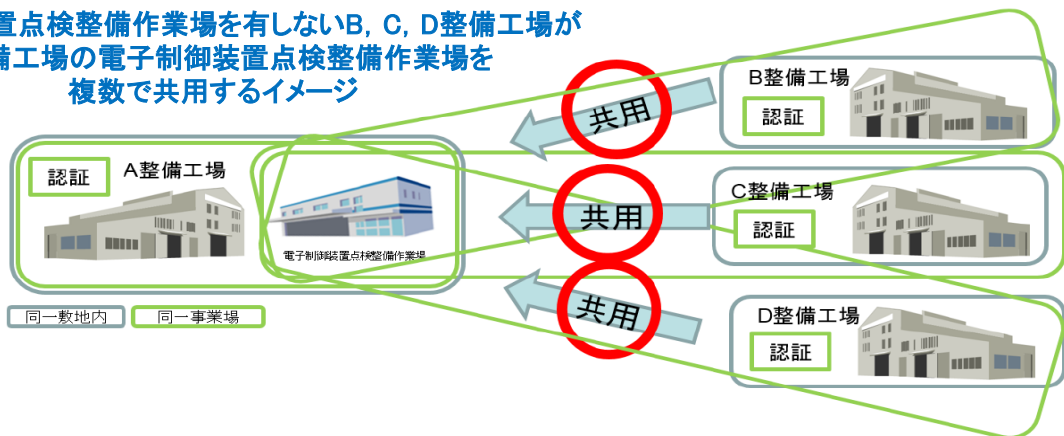 置点検整備作業場を有しないB, C, D整備工場が
備工場の電子制御装置点検整備作業場を
複数で共用するイメージ
B整備工場
認証
共用
認証
A整備工場
電子制御装置点検整備作業場
C整備工場
認証
共用
同一敷地内
同一事業場
D整備工場
認証
共用